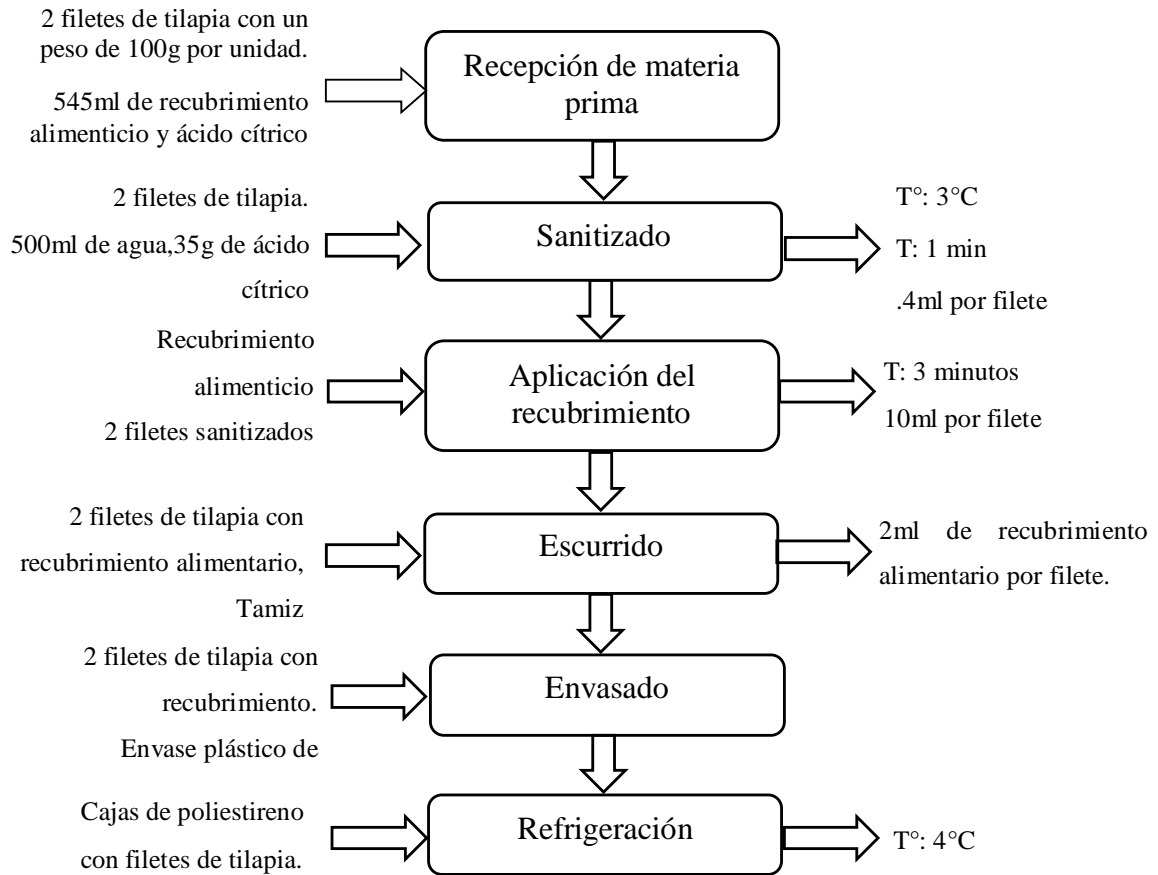 2 filetes de tilapia con un
peso de 100g por unidad.
545ml de recubrimiento
alimenticio y ácido cítrico
Recepción de materia
prima
2 filetes de tilapia.
500ml de agua,35g de ácido
cítrico
Sanitizado
T°: 3°C
T: 1 min
.4ml por filete
Recubrimiento
alimenticio
2 filetes sanitizados
Aplicación del
recubrimiento
T: 3 minutos
10ml por filete
2 filetes de tilapia con
recubrimiento alimentario,
Tamiz
Escurrido
2ml de recubrimiento
alimentario por filete.
2 filetes de tilapia con
recubrimiento.
Envase plástico de
Envasado
Cajas de poliestireno
con filetes de tilapia.
Refrigeración
T°: 4°C